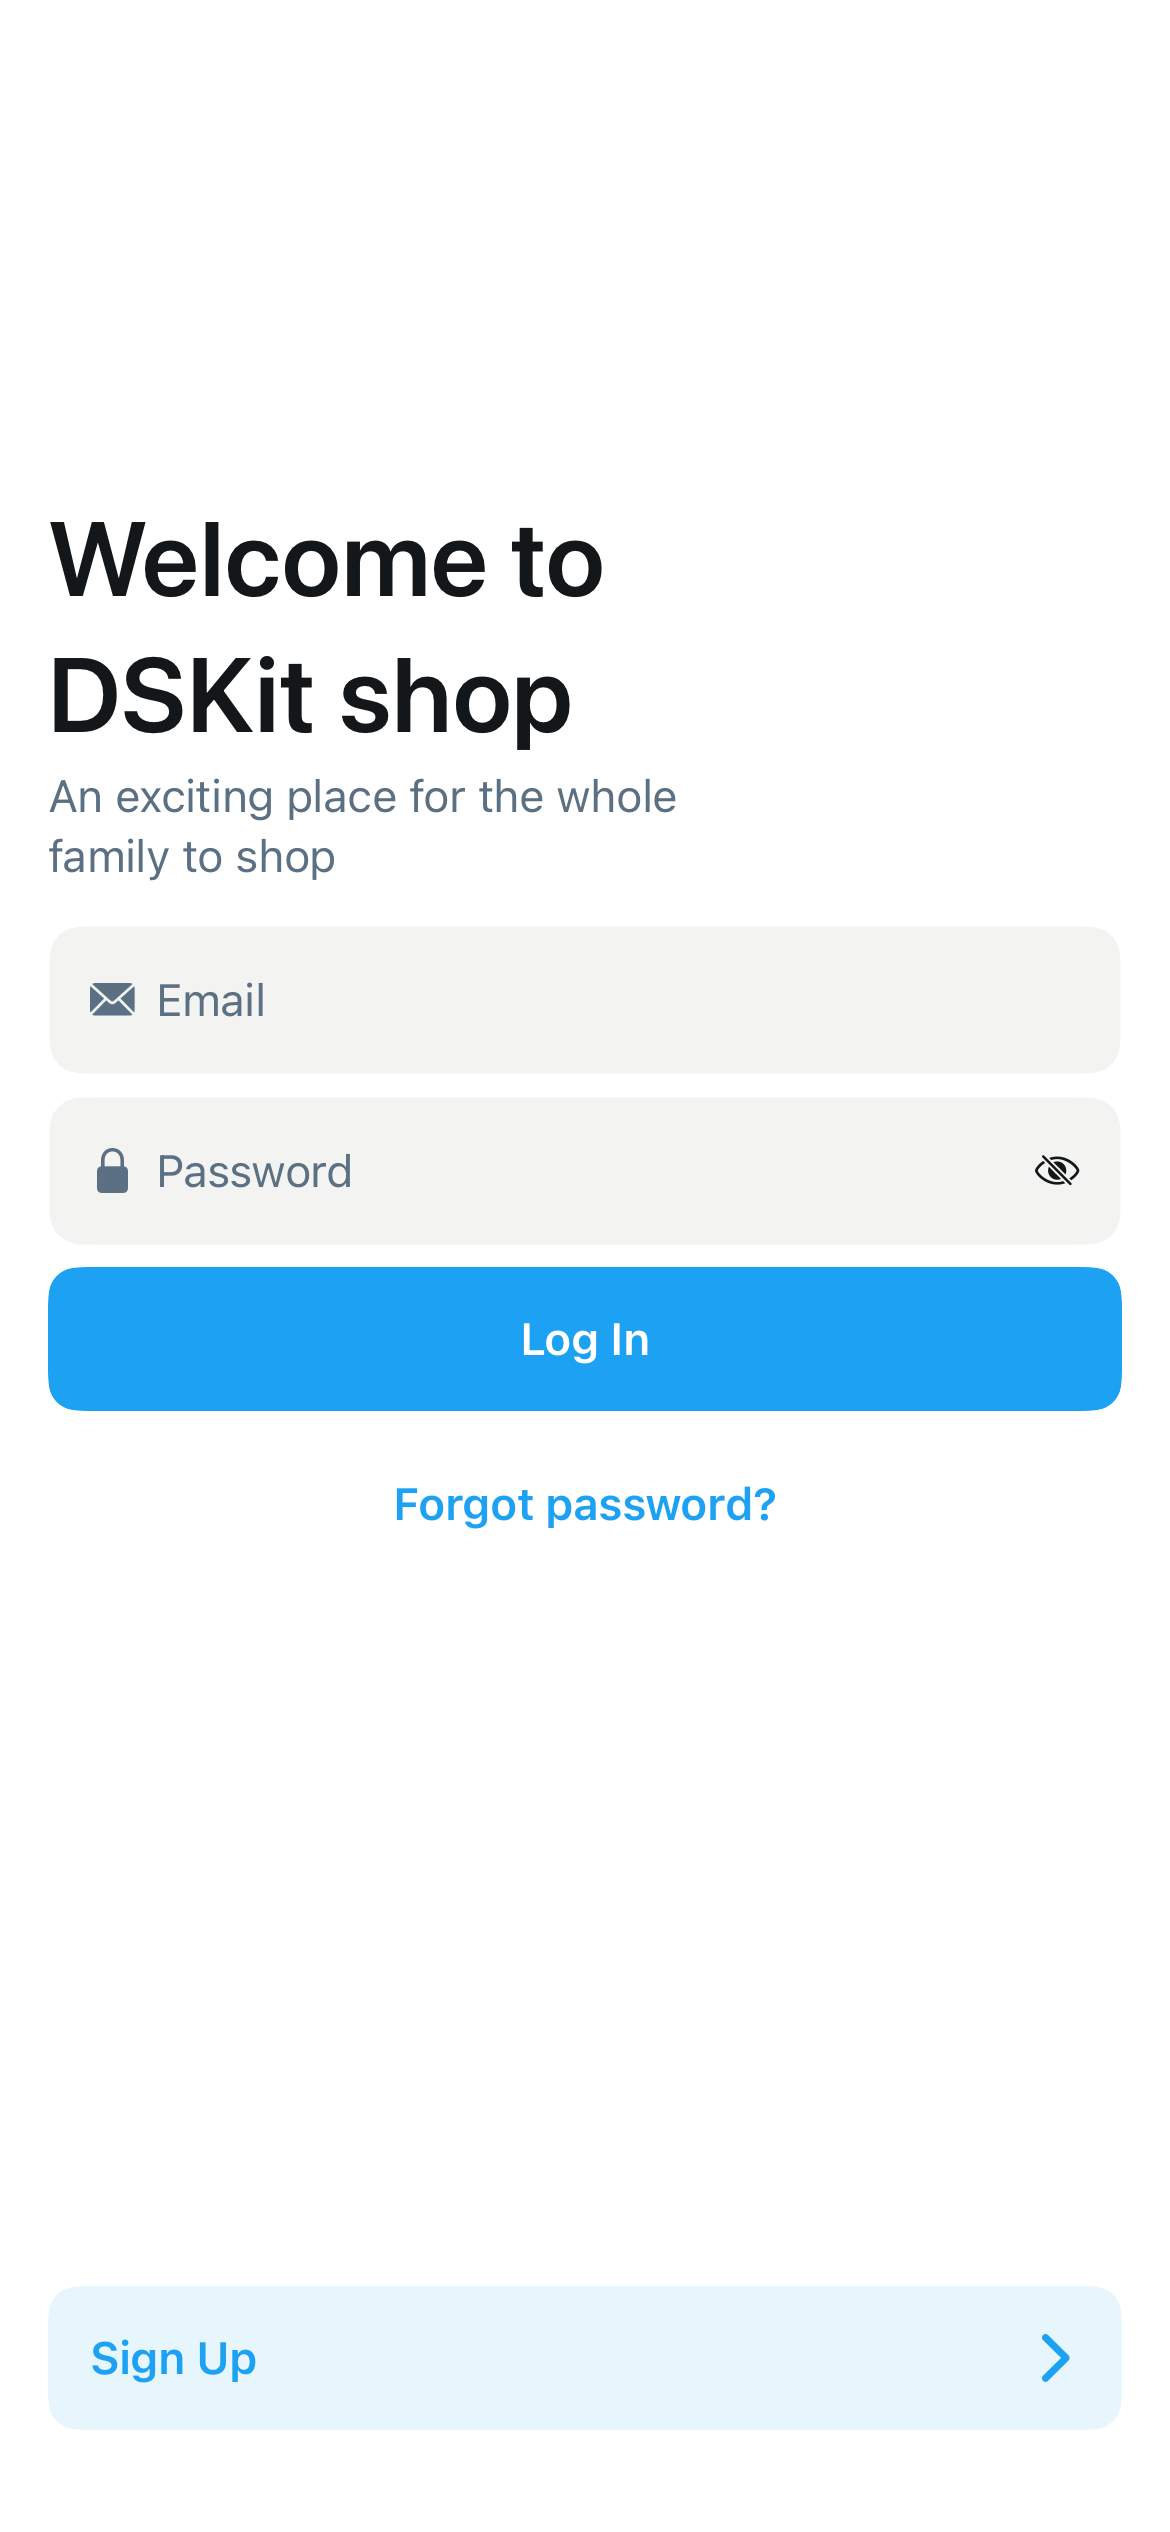 Welcome to
DSKit shop
An exciting place for the whole
family to shop
Email
Password
Log In
Forgot password?
Sign Up